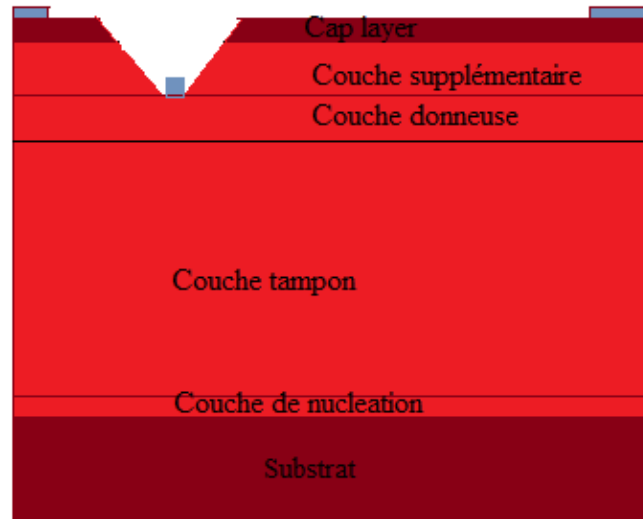 Cap layer
Couche supplémentaire
Couche donneuse
Couche tampon
Couche de nucleation
Substrat